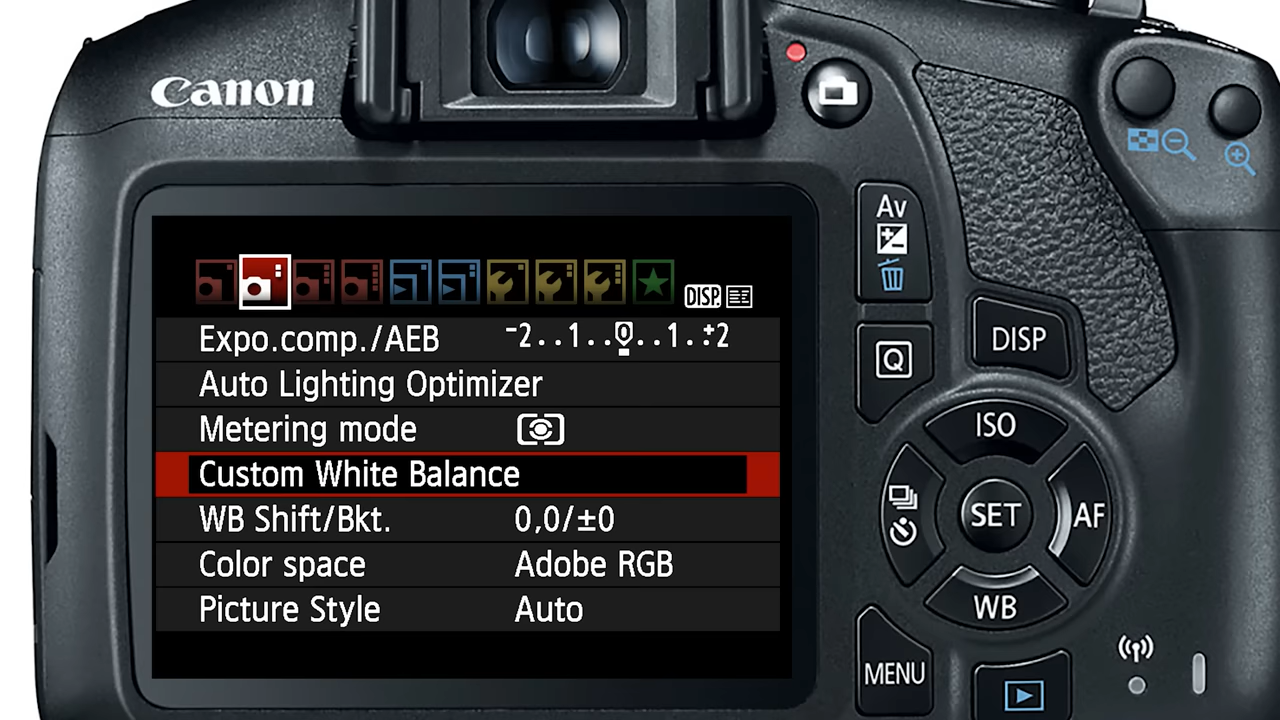 Canon
DISP
Expo.comp./AEB -2..1..0..1..+2
Auto Lighting Optimizer
Metering mode
Custom White Balance
WB Shift/Bkt. 0,0/±0
Color space Adobe RGB
Picture Style Auto
Av
Q
DISP
ISO
SET
AF
WB
MENU